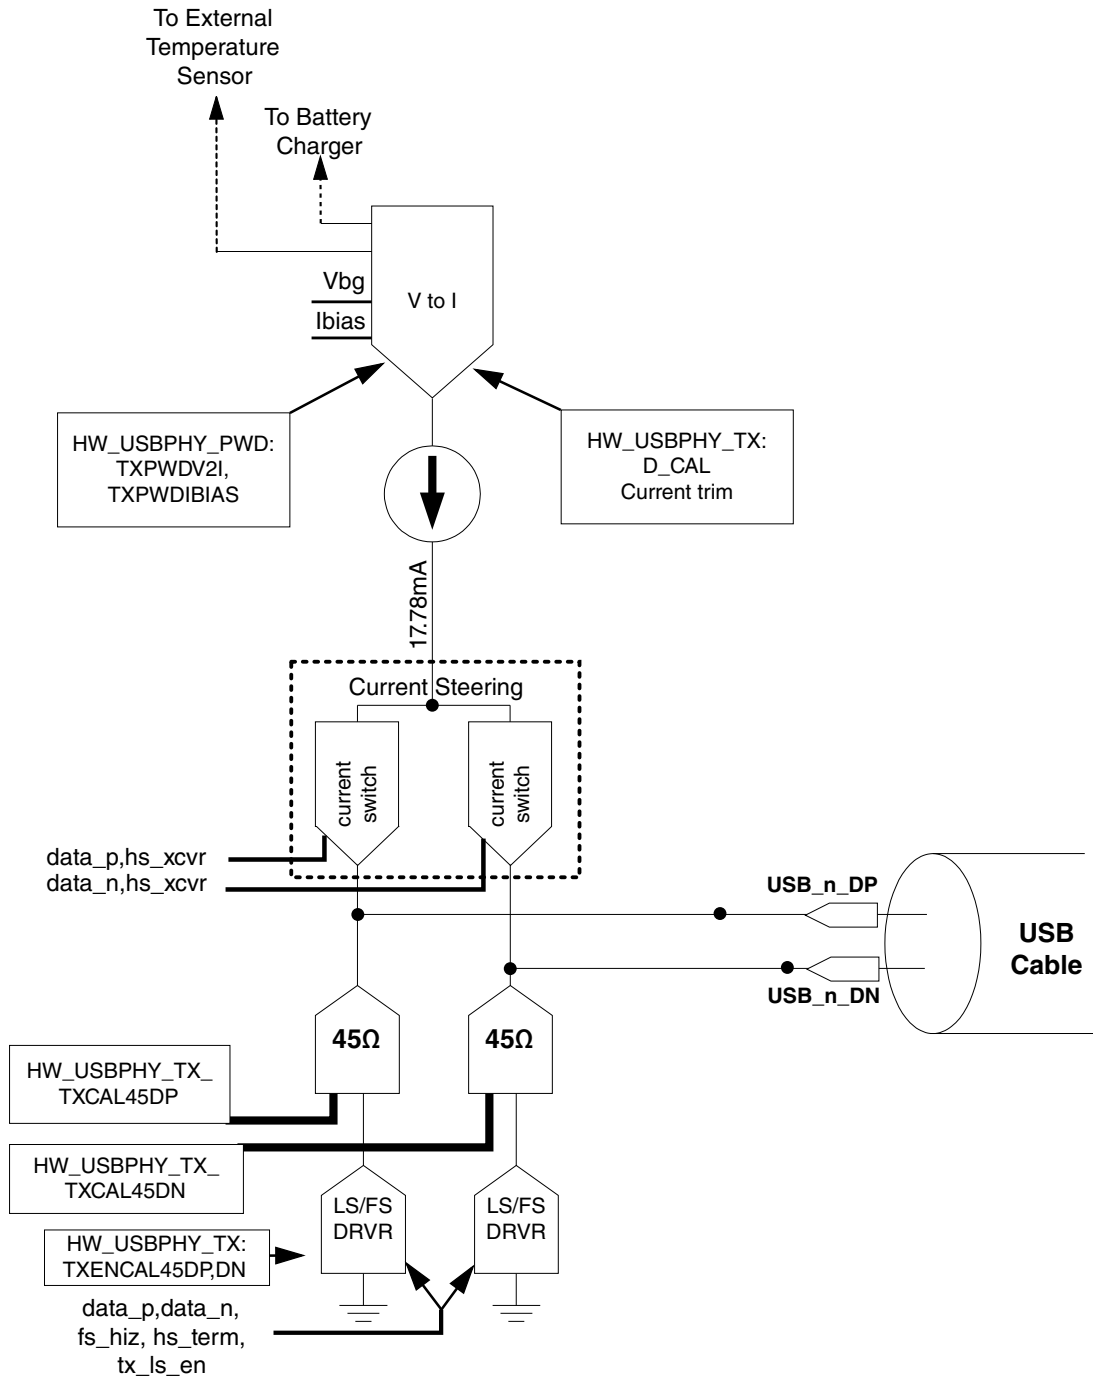 To External
Temperature
Sensor
To Battery
Charger
Vbg
Ibias
V to I
HW_USBPHY_PWD:
TXPWDV2I,
TXPWDIBIAS
HW_USBPHY_TX:
D_CAL
Current trim
17.78mA
Current Steering
current
switch
current
switch
data_p,hs_xcvr
data_n,hs_xcvr
USB_n_DP
USB_n_DN
USB
Cable
45Ω
45Ω
HW_USBPHY_TX_
TXCAL45DP
HW_USBPHY_TX_
TXCAL45DN
LS/FS
DRVR
LS/FS
DRVR
HW_USBPHY_TX:
TXENCAL45DP,DN
data_p,data_n,
fs_hiz, hs_term,
tx_ls_en